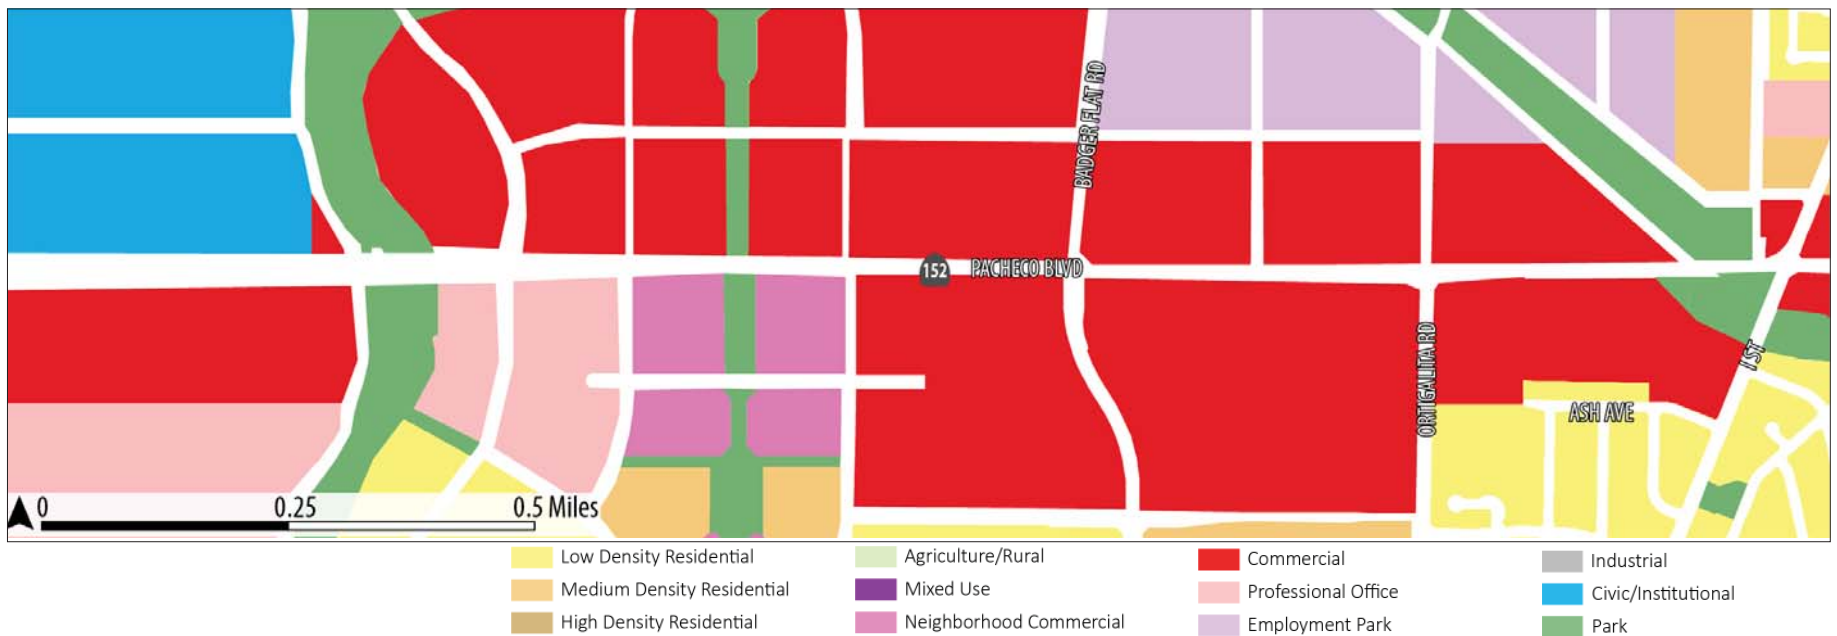 BADGER FLAT RD
152 PACHECO BLVD
ORTIGALITA RD
I ST
ASH AVE
0 0.25 0.5 Miles
Low Density Residential
Medium Density Residential
High Density Residential
Agriculture/Rural
Mixed Use
Neighborhood Commercial
Commercial
Professional Office
Employment Park
Industrial
Civic/Institutional
Park